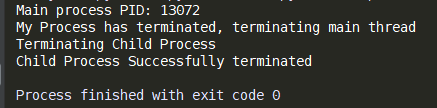 Main process PID: 13072
My Process has terminated, terminating main thread
Terminating Child Process
Child Process Successfully terminated
Process finished with exit code 0